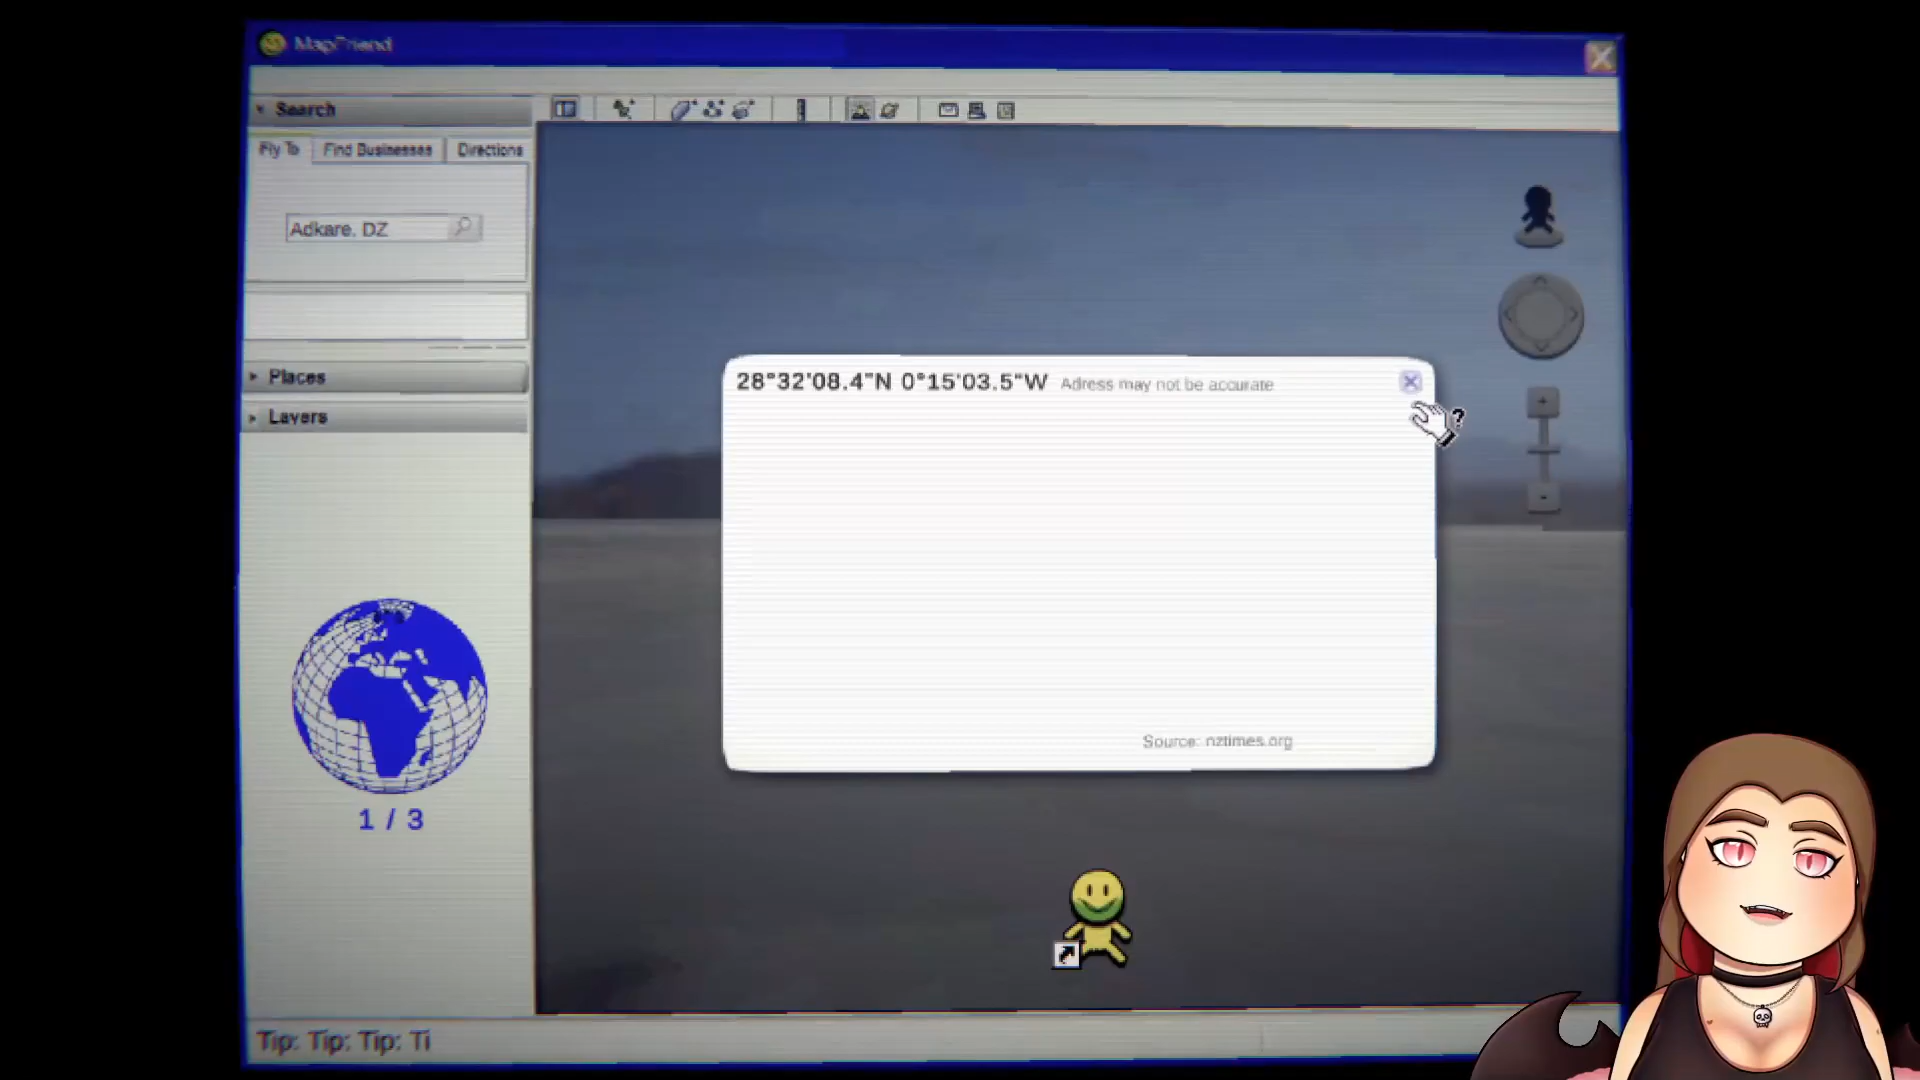 MapFriend
Search
Fly To
Find Businesses
Directions
Adkare, DZ
Places
Layers
28°32'08.4"N 0°15'03.5"W Adress may not be accurate
?
Source: nztimes.org
+
-
1 / 3
Tip: Tip: Tip: Ti